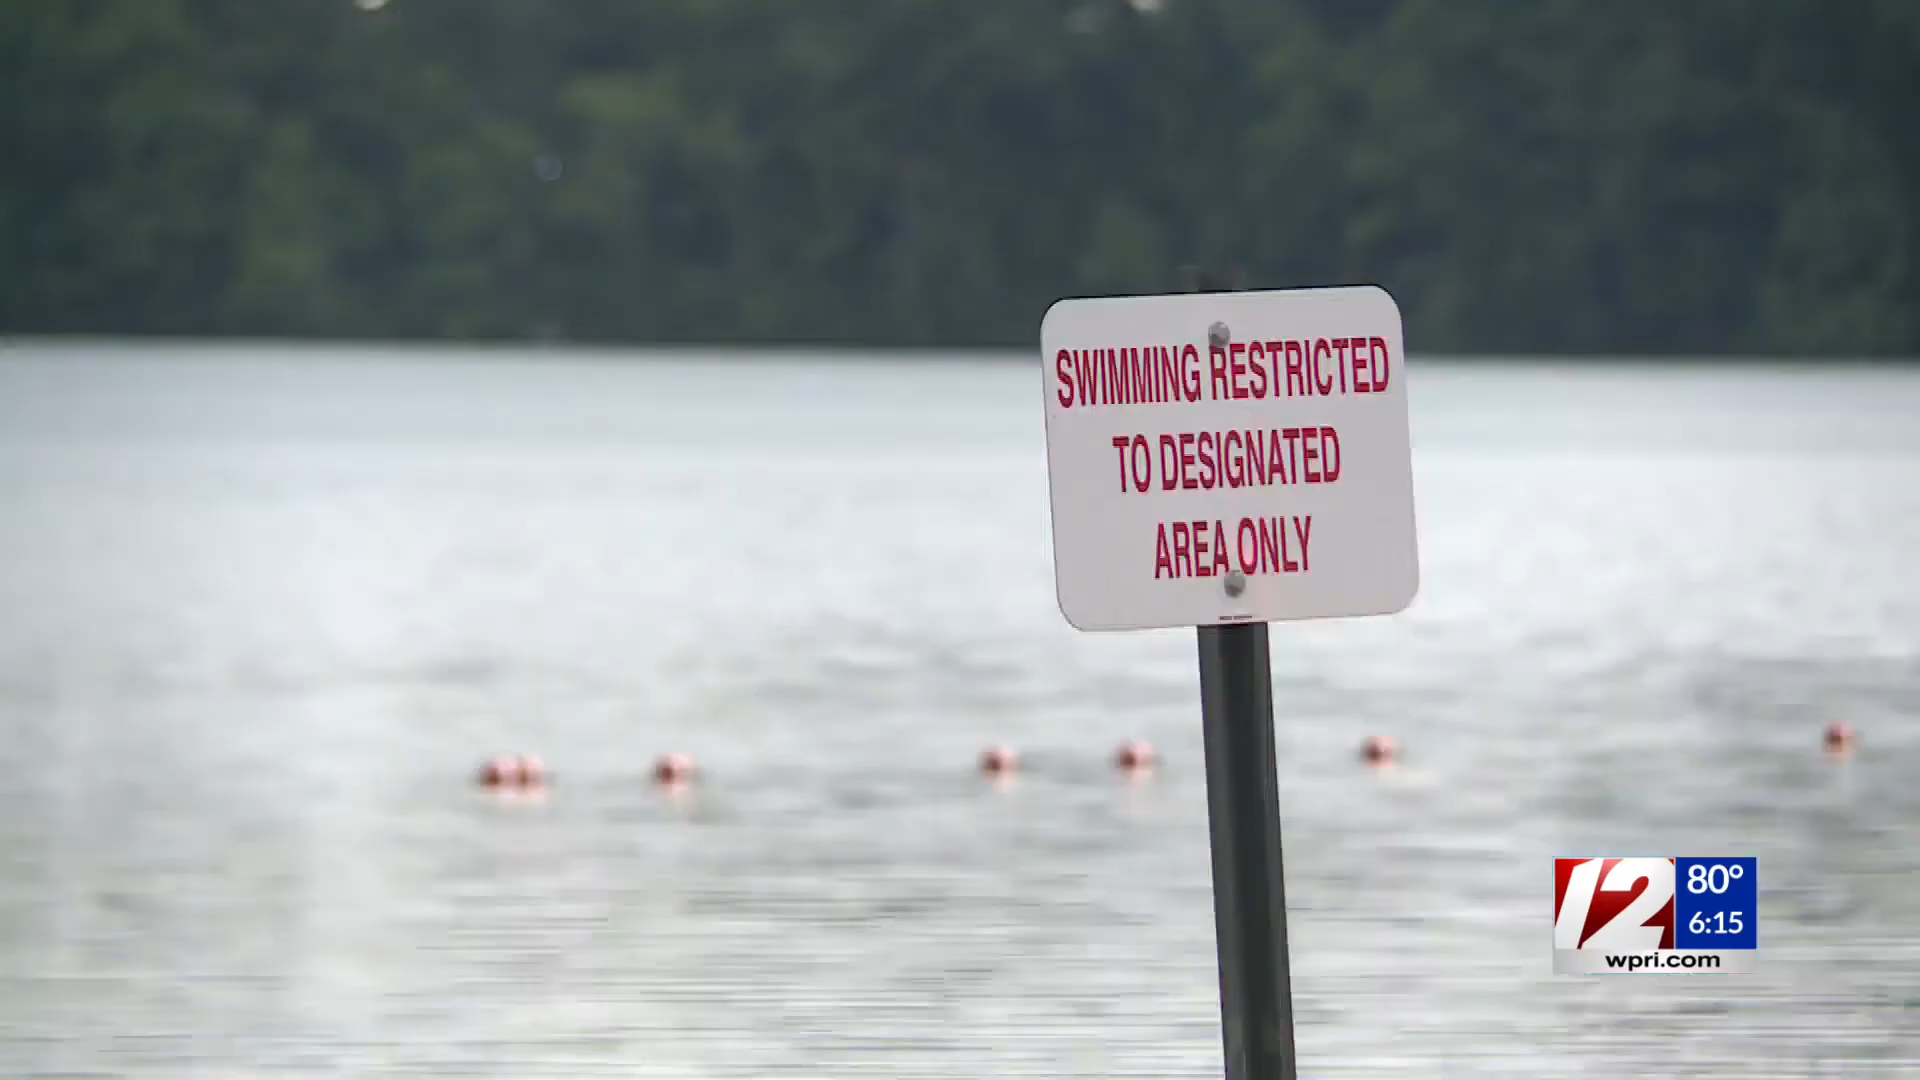 SWIMMING RESTRICTED
TO DESIGNATED
AREA ONLY
12
80°
6:15
wpri.com